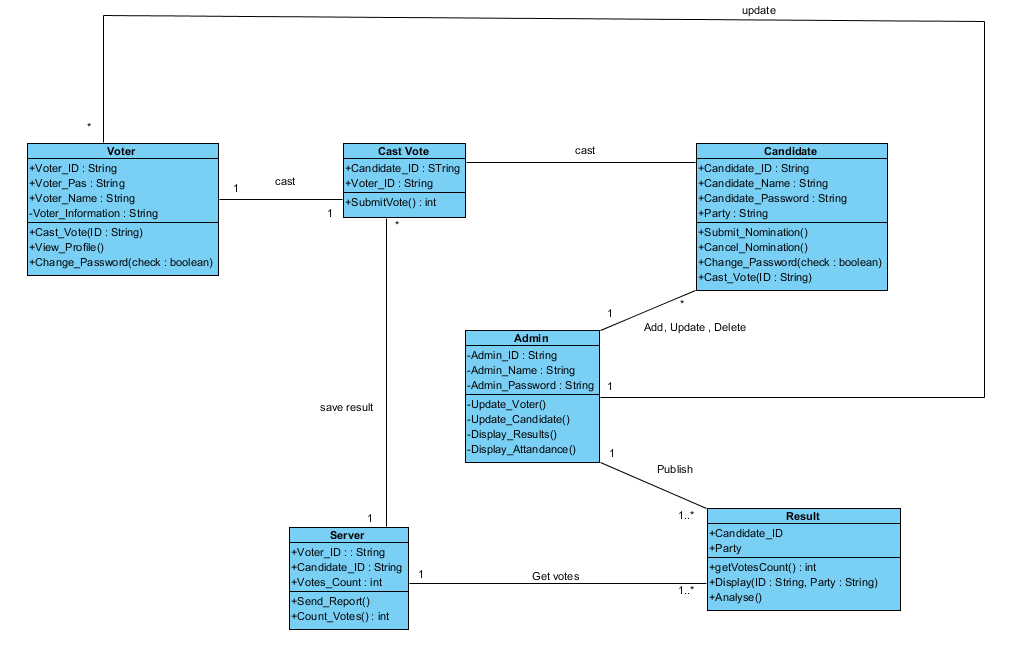 update
*
Voter
+Voter_ID : String
+Voter_Pas : String
+Voter_Name : String
-Voter_Information : String
+Cast_Vote(ID : String)
+View_Profile()
+Change_Password(check : boolean)
1
cast
1
Cast Vote
+Candidate_ID : STring
+Voter_ID : String
+SubmitVote() : int
*
cast
Candidate
+Candidate_ID : String
+Candidate_Name : String
+Candidate_Password : String
+Party : String
+Submit_Nomination()
+Cancel_Nomination()
+Change_Password(check : boolean)
+Cast_Vote(ID : String)
*
1
Add, Update , Delete
Admin
-Admin_ID : String
-Admin_Name : String
-Admin_Password : String
-Update_Voter()
-Update_Candidate()
-Display_Results()
-Display_Attandance()
1
save result
1
Publish
1..*
1
Server
+Voter_ID : : String
+Candidate_ID : String
+Votes_Count : int
+Send_Report()
+Count_Votes() : int
1
Get votes
1..*
Result
+Candidate_ID
+Party
+getVotesCount() : int
+Display(ID : String, Party : String)
+Analyse()